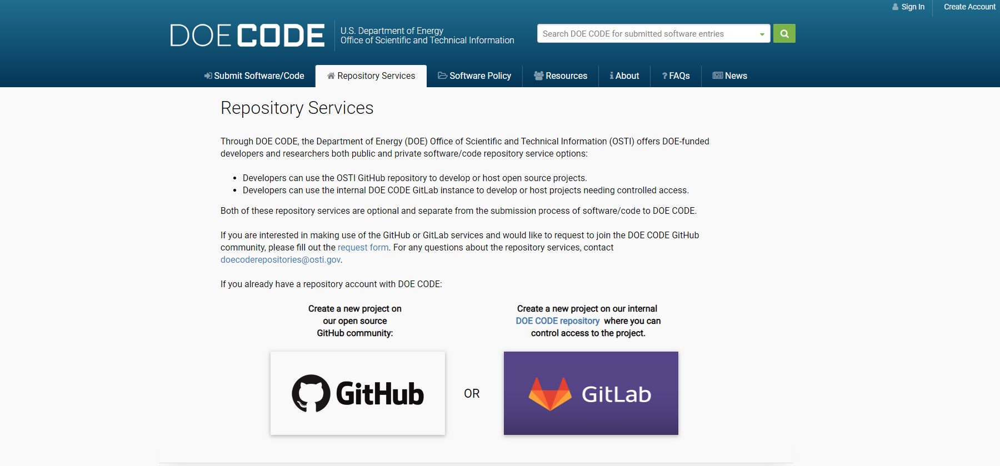 Sign In
Create Account
DOE CODE
U.S. Department of Energy
Office of Scientific and Technical Information
Search DOE CODE for submitted software entries
Submit Software/Code
Repository Services
Software Policy
Resources
About
FAQs
News
Repository Services
Through DOE CODE, the Department of Energy (DOE) Office of Scientific and Technical Information (OSTI) offers DOE-funded
developers and researchers both public and private software/code repository service options:
• Developers can use the OSTI GitHub repository to develop or host open source projects.
• Developers can use the internal DOE CODE GitLab instance to develop or host projects needing controlled access.
Both of these repository services are optional and separate from the submission process of software/code to DOE CODE.
If you are interested in making use of the GitHub or GitLab services and would like to request to join the DOE CODE GitHub
community, please fill out the request form. For any questions about the repository services, contact
doecoderepositories@osti.gov.
If you already have a repository account with DOE CODE:
Create a new project on
our open source
GitHub community:
GitHub
OR
Create a new project on our internal
DOE CODE repository where you can
control access to the project.
GitLab